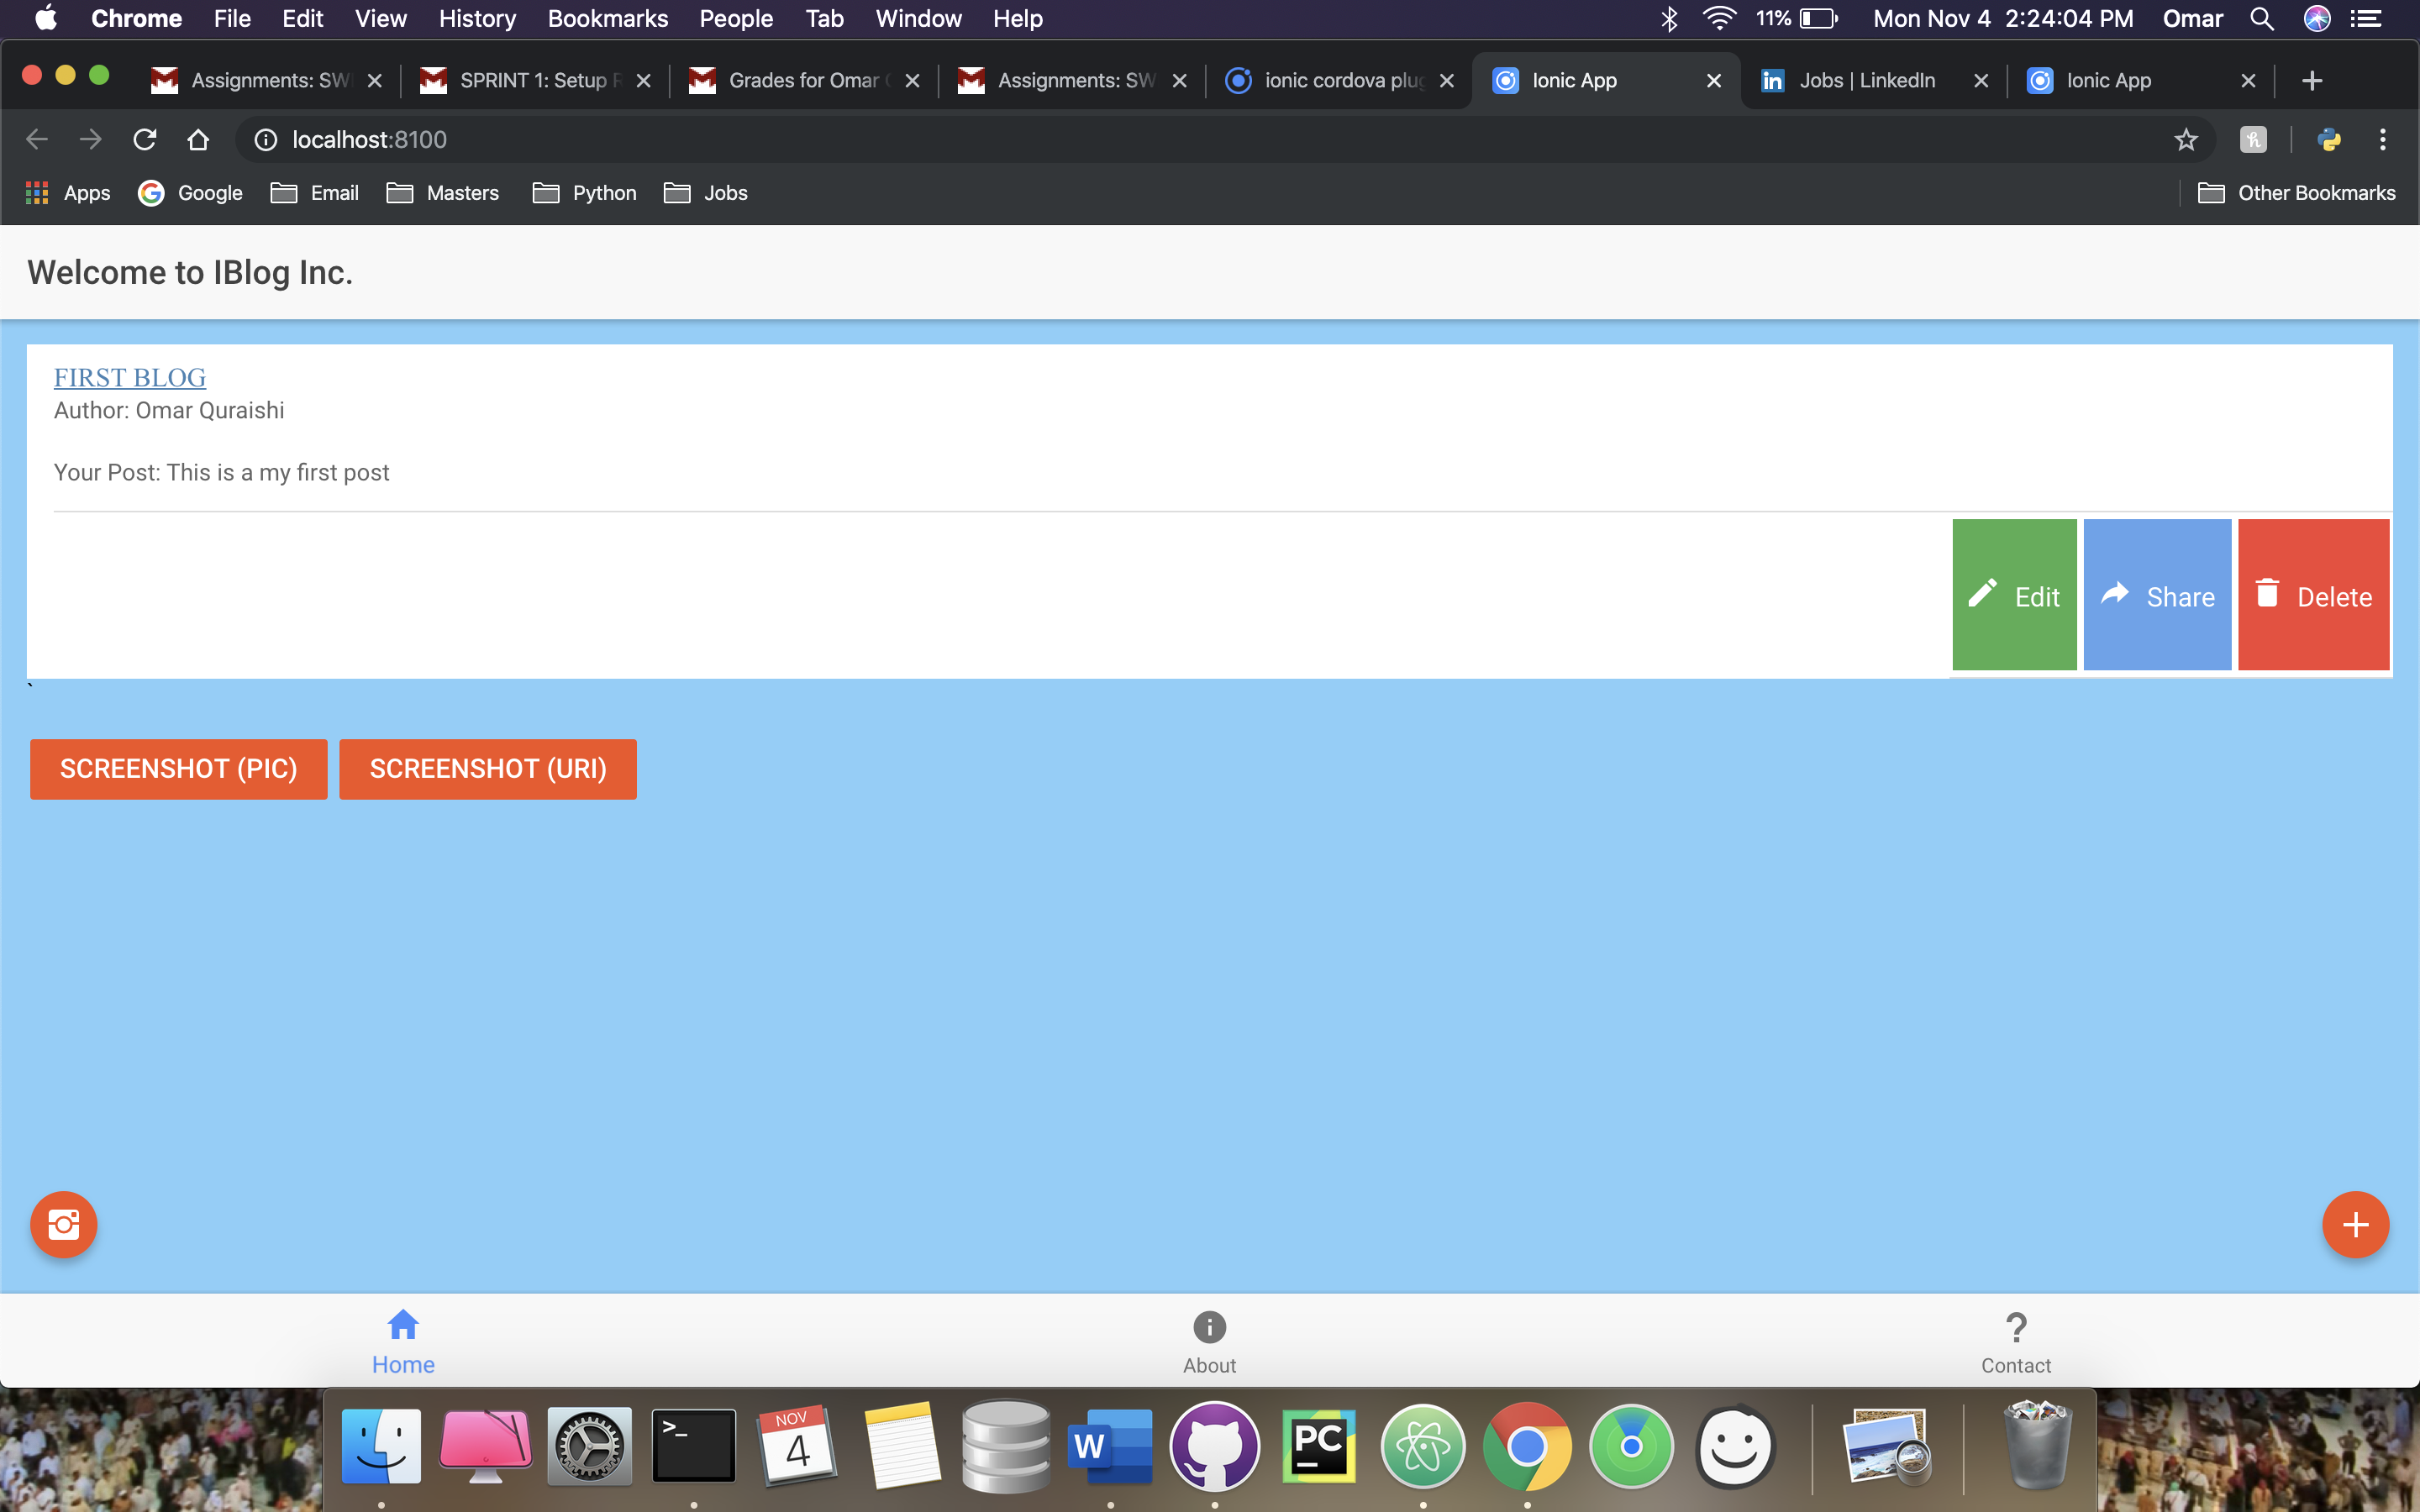 Chrome File Edit View History Bookmarks People Tab Window Help 11% Mon Nov 4 2:24:04 PM Omar
Assignments: SW SPRINT 1: Setup Grades for Omar Assignments: SW ionic cordova plug Ionic App Jobs | LinkedIn Ionic App
localhost:8100
Apps Google Email Masters Python Jobs Other Bookmarks
Welcome to IBlog Inc.
FIRST BLOG
Author: Omar Quraishi
Your Post: This is a my first post
Edit Share Delete
`
SCREENSHOT (PIC) SCREENSHOT (URI)
Home About Contact
>_ NOV 4 W PC